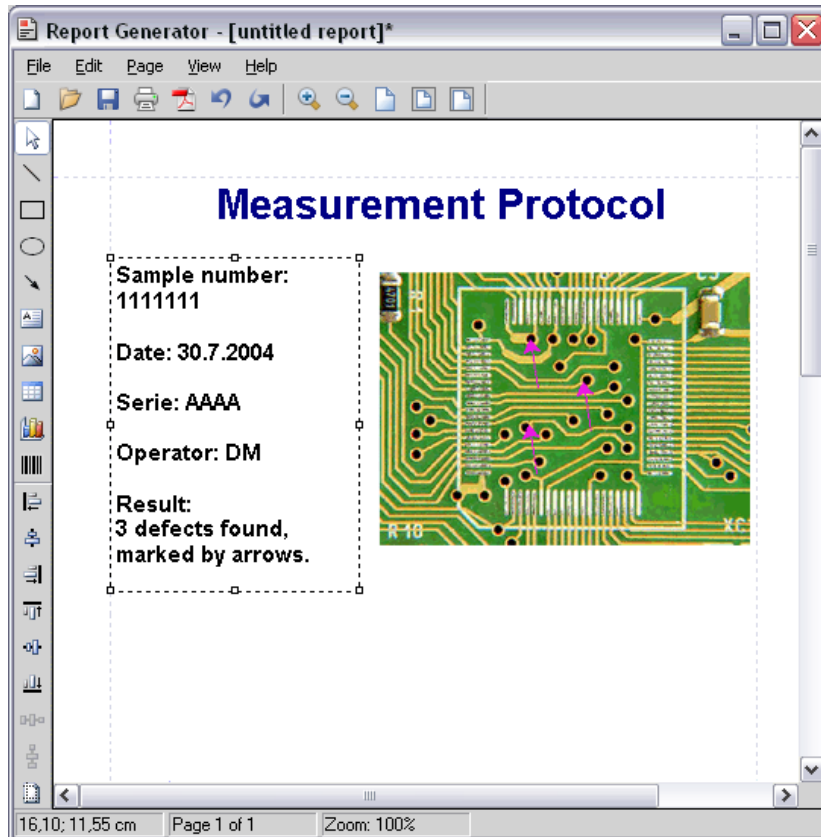 Report Generator - [untitled report]*
File Edit Page View Help
Measurement Protocol
Sample number:
1111111
Date: 30.7.2004
Serie: AAAA
Operator: DM
Result:
3 defects found,
marked by arrows.
R 10
16,10; 11,55 cm Page 1 of 1 Zoom: 100%